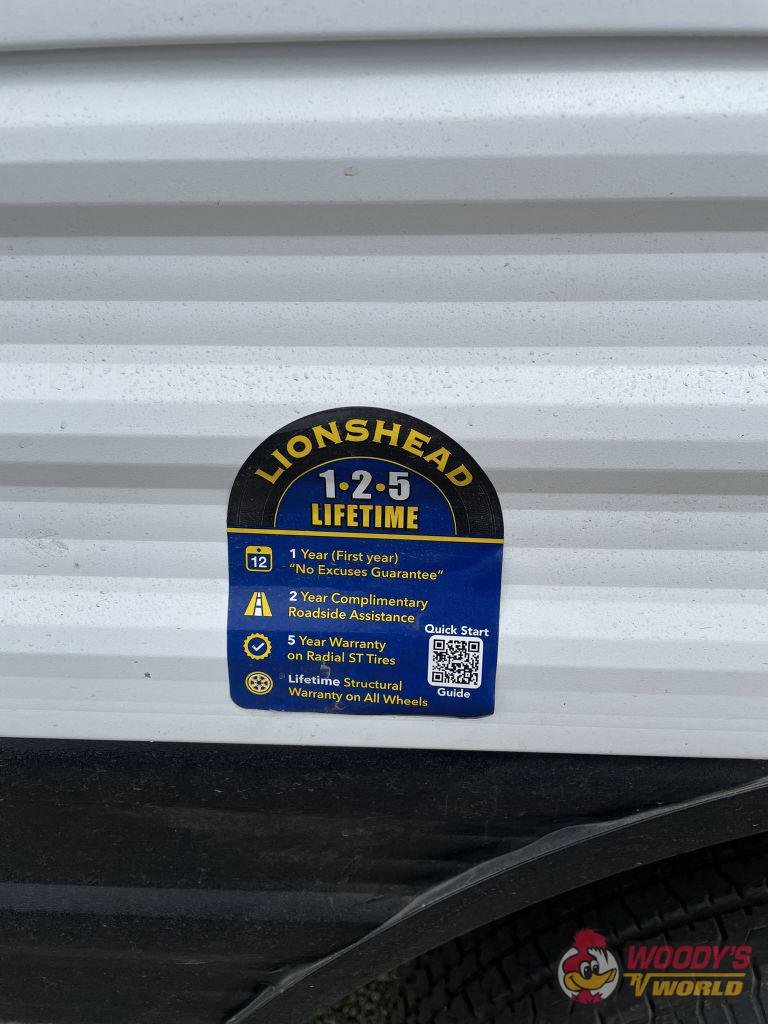 LIONSHEAD
1•2•5
LIFETIME
12
1 Year (First year)
"No Excuses Guarantee"
2 Year Complimentary
Roadside Assistance
5 Year Warranty
on Radial ST Tires
Lifetime Structural
Warranty on All Wheels
Quick Start
Guide
WOODY'S
RV WORLD